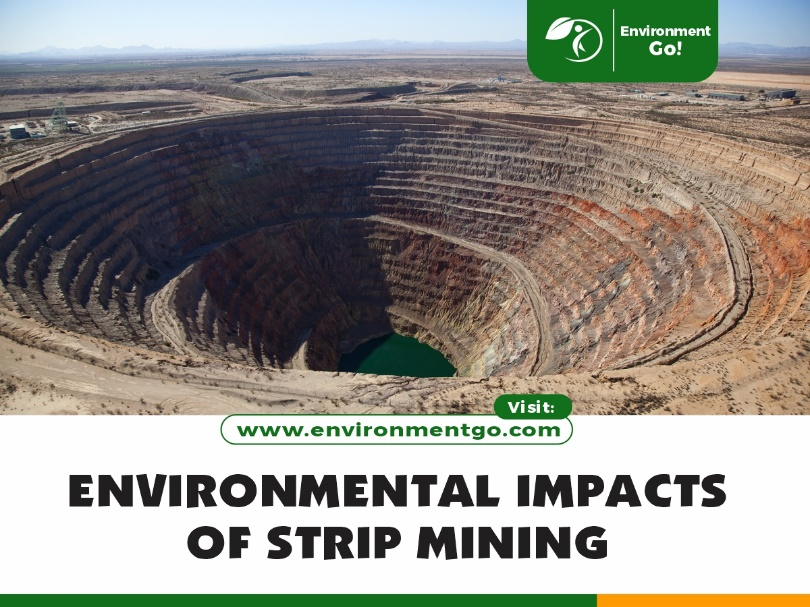 Environment
Go!
Visit:
www.environmentgo.com
ENVIRONMENTAL IMPACTS
OF STRIP MINING